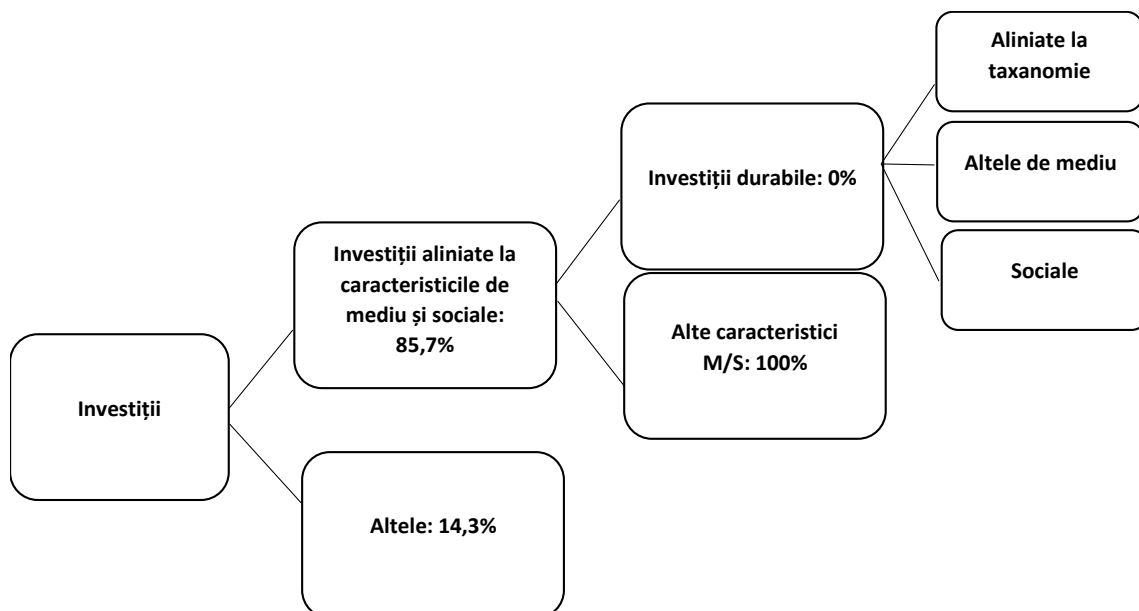 Aliniate la
taxanomie
Investiții durabile: 0%
Altele de mediu
Investiții aliniate la
caracteristicile de
mediu și sociale:
85,7%
Sociale
Alte caracteristici
M/S: 100%
Investiții
Altele: 14,3%